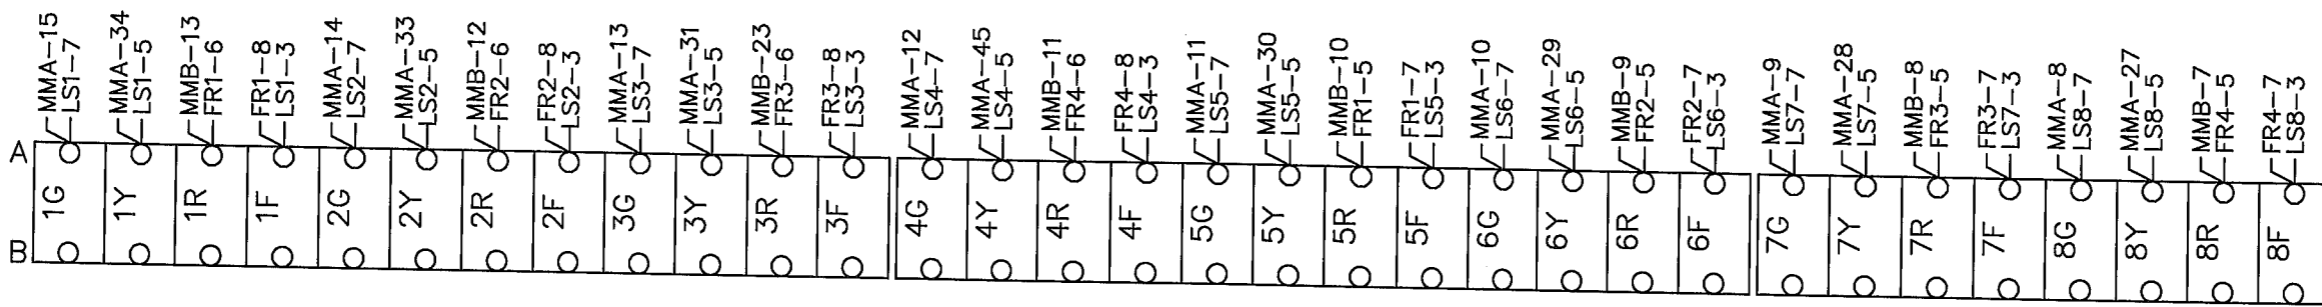 MMA-15
LS1-7
MMA-34
LS1-5
MMB-13
FR1-6
FR1-8
LS1-3
MMA-14
LS2-7
MMA-33
LS2-5
MMB-12
FR2-6
FR2-8
LS2-3
MMA-13
LS3-7
MMA-31
LS3-5
MMB-23
FR3-6
FR3-8
LS3-3
MMA-12
LS4-7
MMA-45
LS4-5
MMB-11
FR4-6
FR4-8
LS4-3
MMA-11
LS5-7
MMA-30
LS5-5
MMB-10
FR1-5
FR1-7
LS5-3
MMA-10
LS6-7
MMA-29
LS6-5
MMB-9
FR2-5
FR2-7
LS6-3
MMA-9
LS7-7
MMA-28
LS7-5
MMB-8
FR3-5
FR3-7
LS7-3
MMA-8
LS8-7
MMA-27
LS8-5
MMB-7
FR4-5
FR4-7
LS8-3
A
1G
1Y
1R
1F
2G
2Y
2R
2F
3G
3Y
3R
3F
4G
4Y
4R
4F
5G
5Y
5R
5F
6G
6Y
6R
6F
7G
7Y
7R
7F
8G
8Y
8R
8F
B